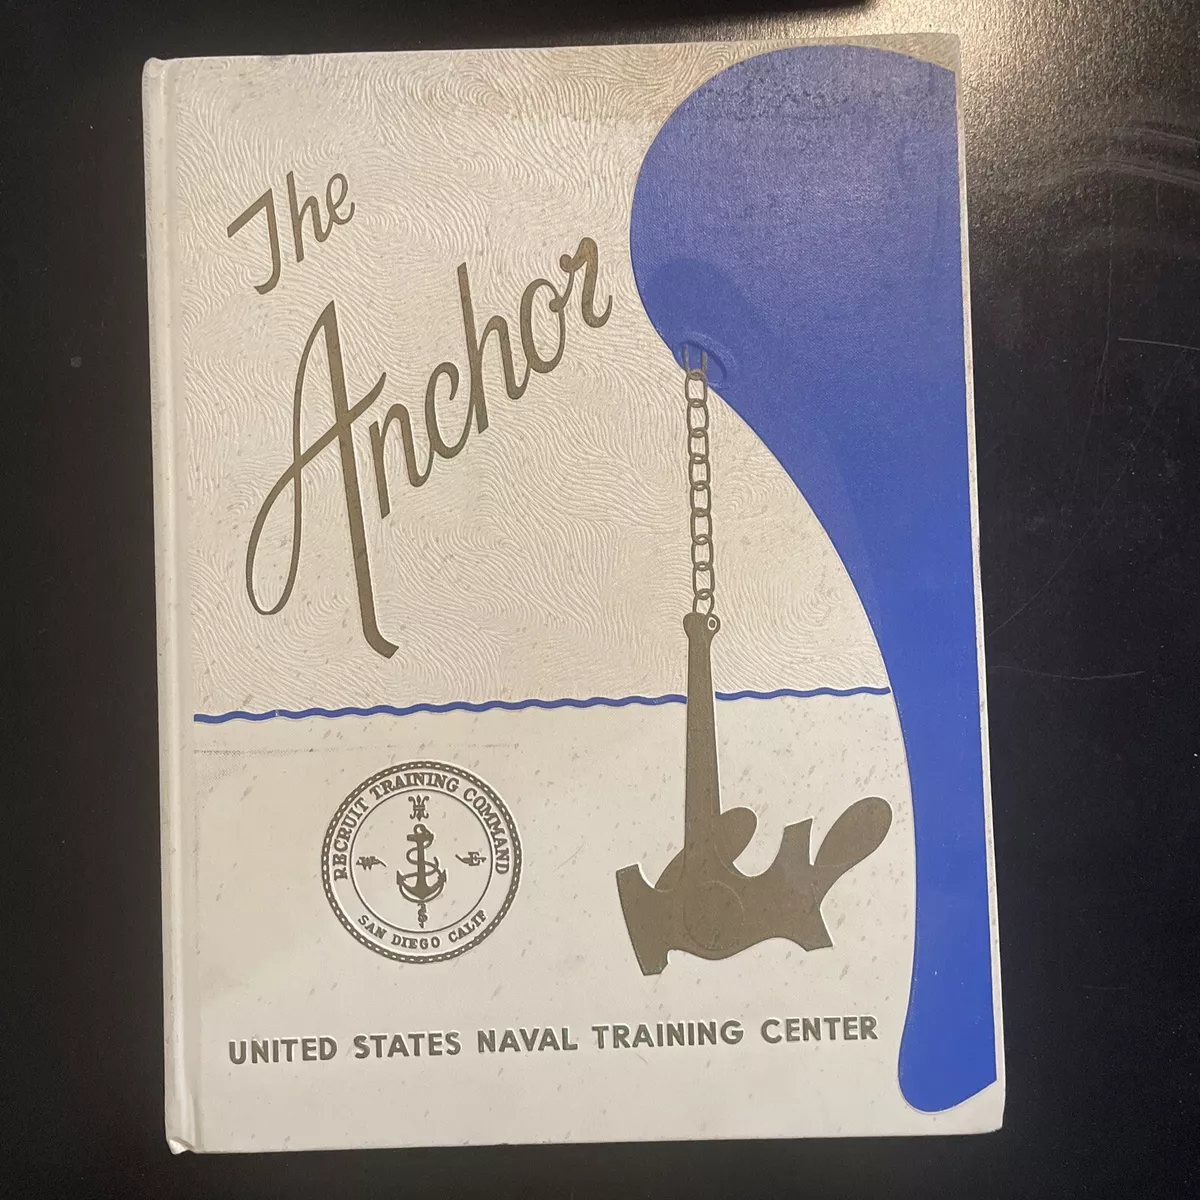 The
Anchor
RECRUIT TRAINING COMMAND
N
W
E
S
SAN DIEGO CALIF
UNITED STATES NAVAL TRAINING CENTER